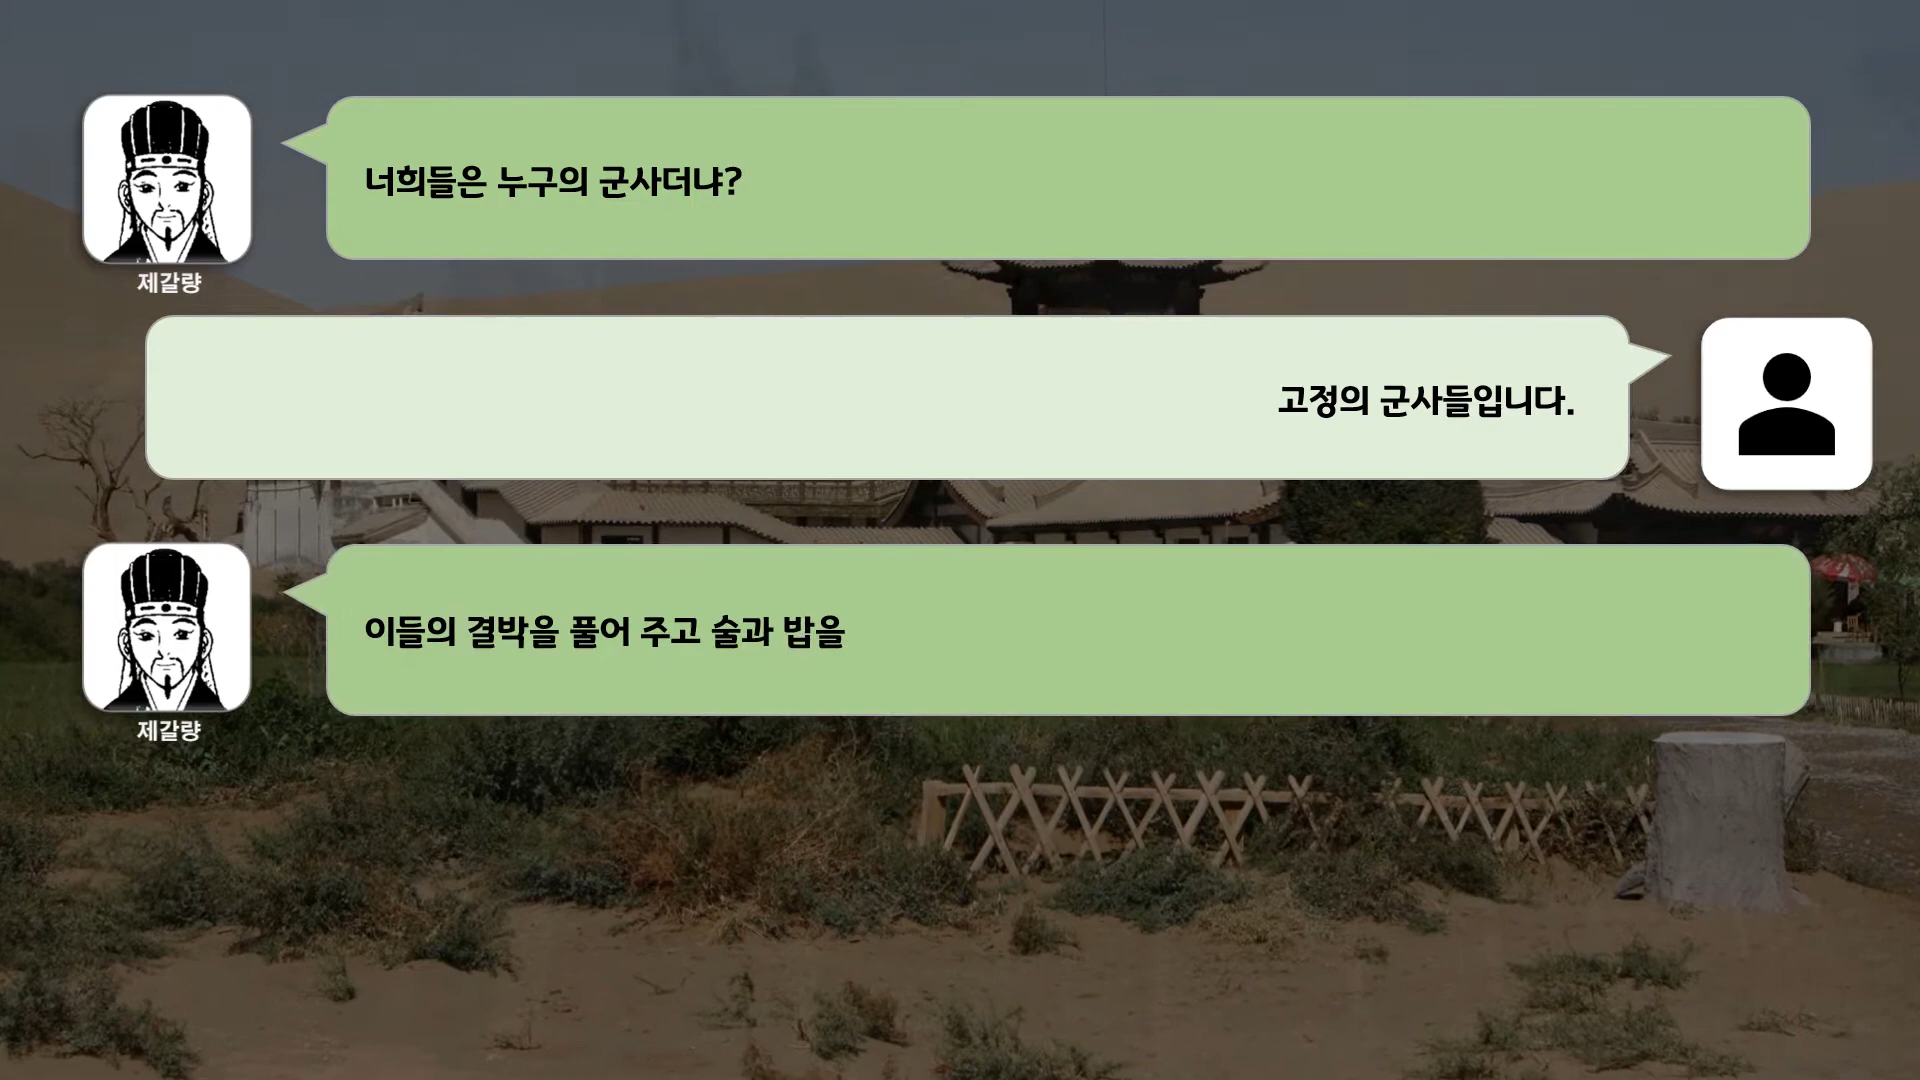 너희들은 누구의 군사더냐?
제갈량
고정의 군사들입니다.
이들의 결박을 풀어 주고 술과 밥을
제갈량